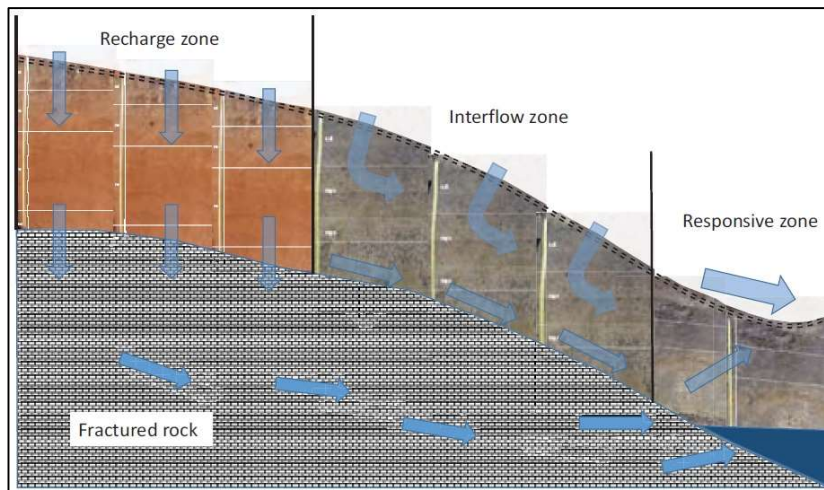 Recharge zone
Interflow zone
Responsive zone
Fractured rock